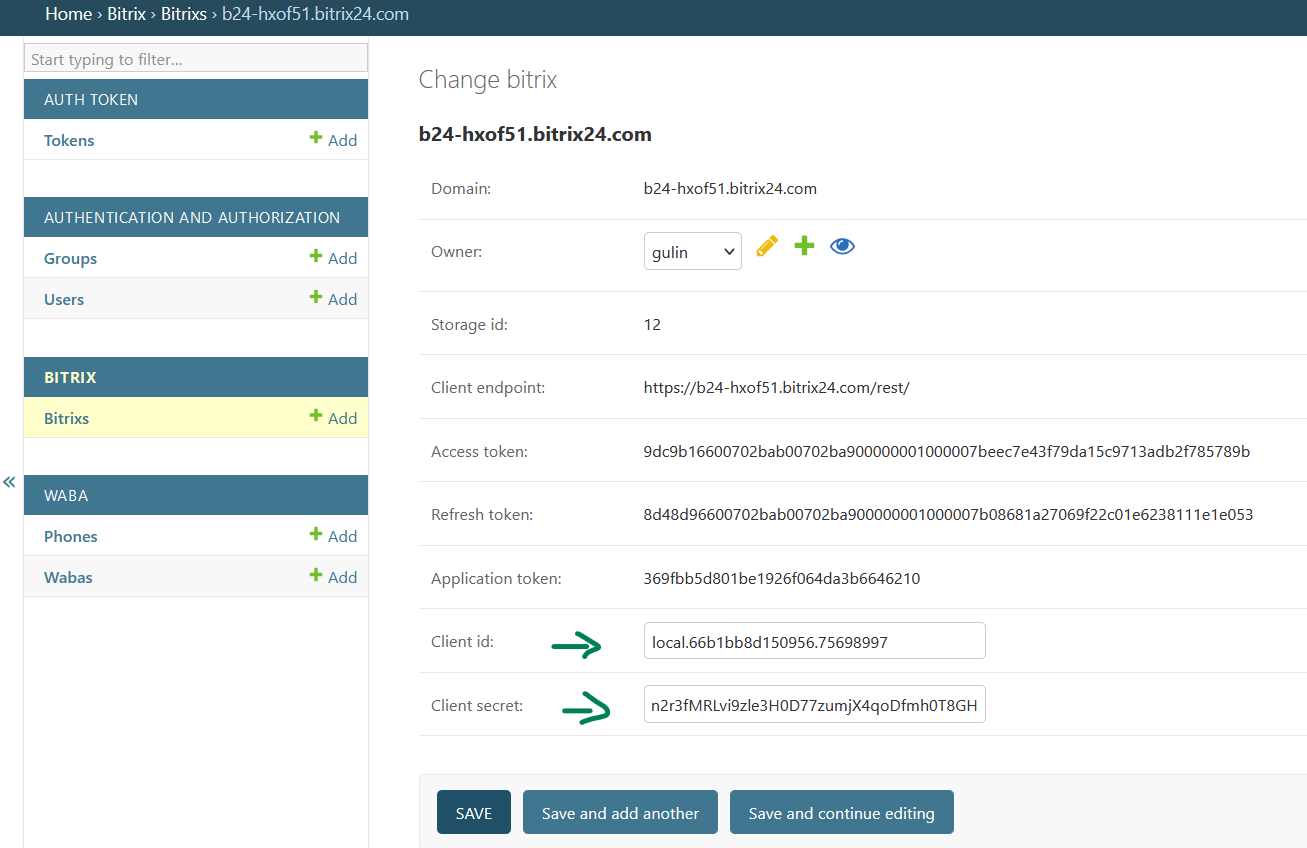 Home › Bitrix › Bitrixs › b24-hxof51.bitrix24.com
Start typing to filter...
AUTH TOKEN
Tokens
Add
AUTHENTICATION AND AUTHORIZATION
Groups
Add
Users
Add
BITRIX
Bitrixs
Add
WABA
Phones
Add
Wabas
Add
«
Change bitrix
b24-hxof51.bitrix24.com
Domain: b24-hxof51.bitrix24.com
Owner: gulin
Storage id: 12
Client endpoint: https://b24-hxof51.bitrix24.com/rest/
Access token: 9dc9b16600702bab00702ba900000001000007beec7e43f79da15c9713adb2f785789b
Refresh token: 8d48d96600702bab00702ba900000001000007b08681a27069f22c01e6238111e1e053
Application token: 369fbb5d801be1926f064da3b6646210
Client id: local.66b1bb8d150956.75698997
Client secret: n2r3fMRLvi9zle3H0D77zumjX4qoDfmh0T8GH
SAVE
Save and add another
Save and continue editing